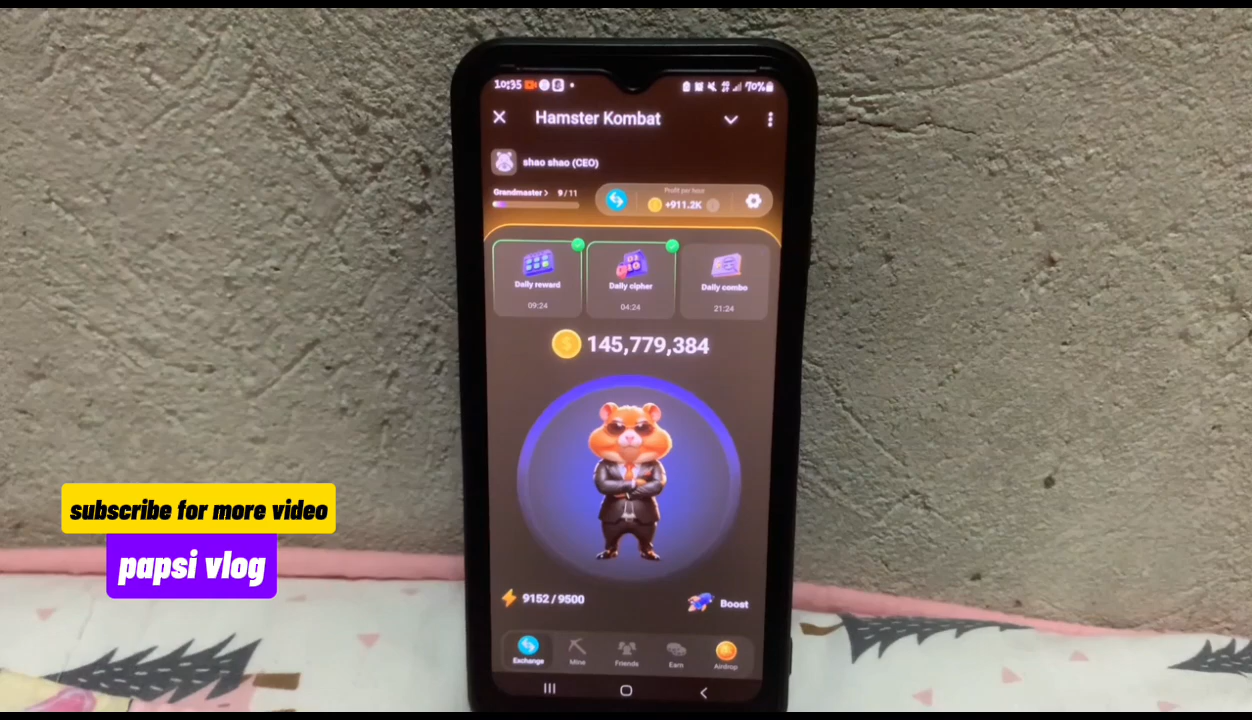 10:35
70%
Hamster Kombat
shao shao (CEO)
Grandmaster > 9/11
Profit per hour
+911.2K
Daily reward
Daily cipher
Daily combo
09:24
04:24
21:24
145,779,384
subscribe for more video
papsi vlog
9152 / 9500
Boost
Exchange
Mine
Friends
Earn
Airdrop